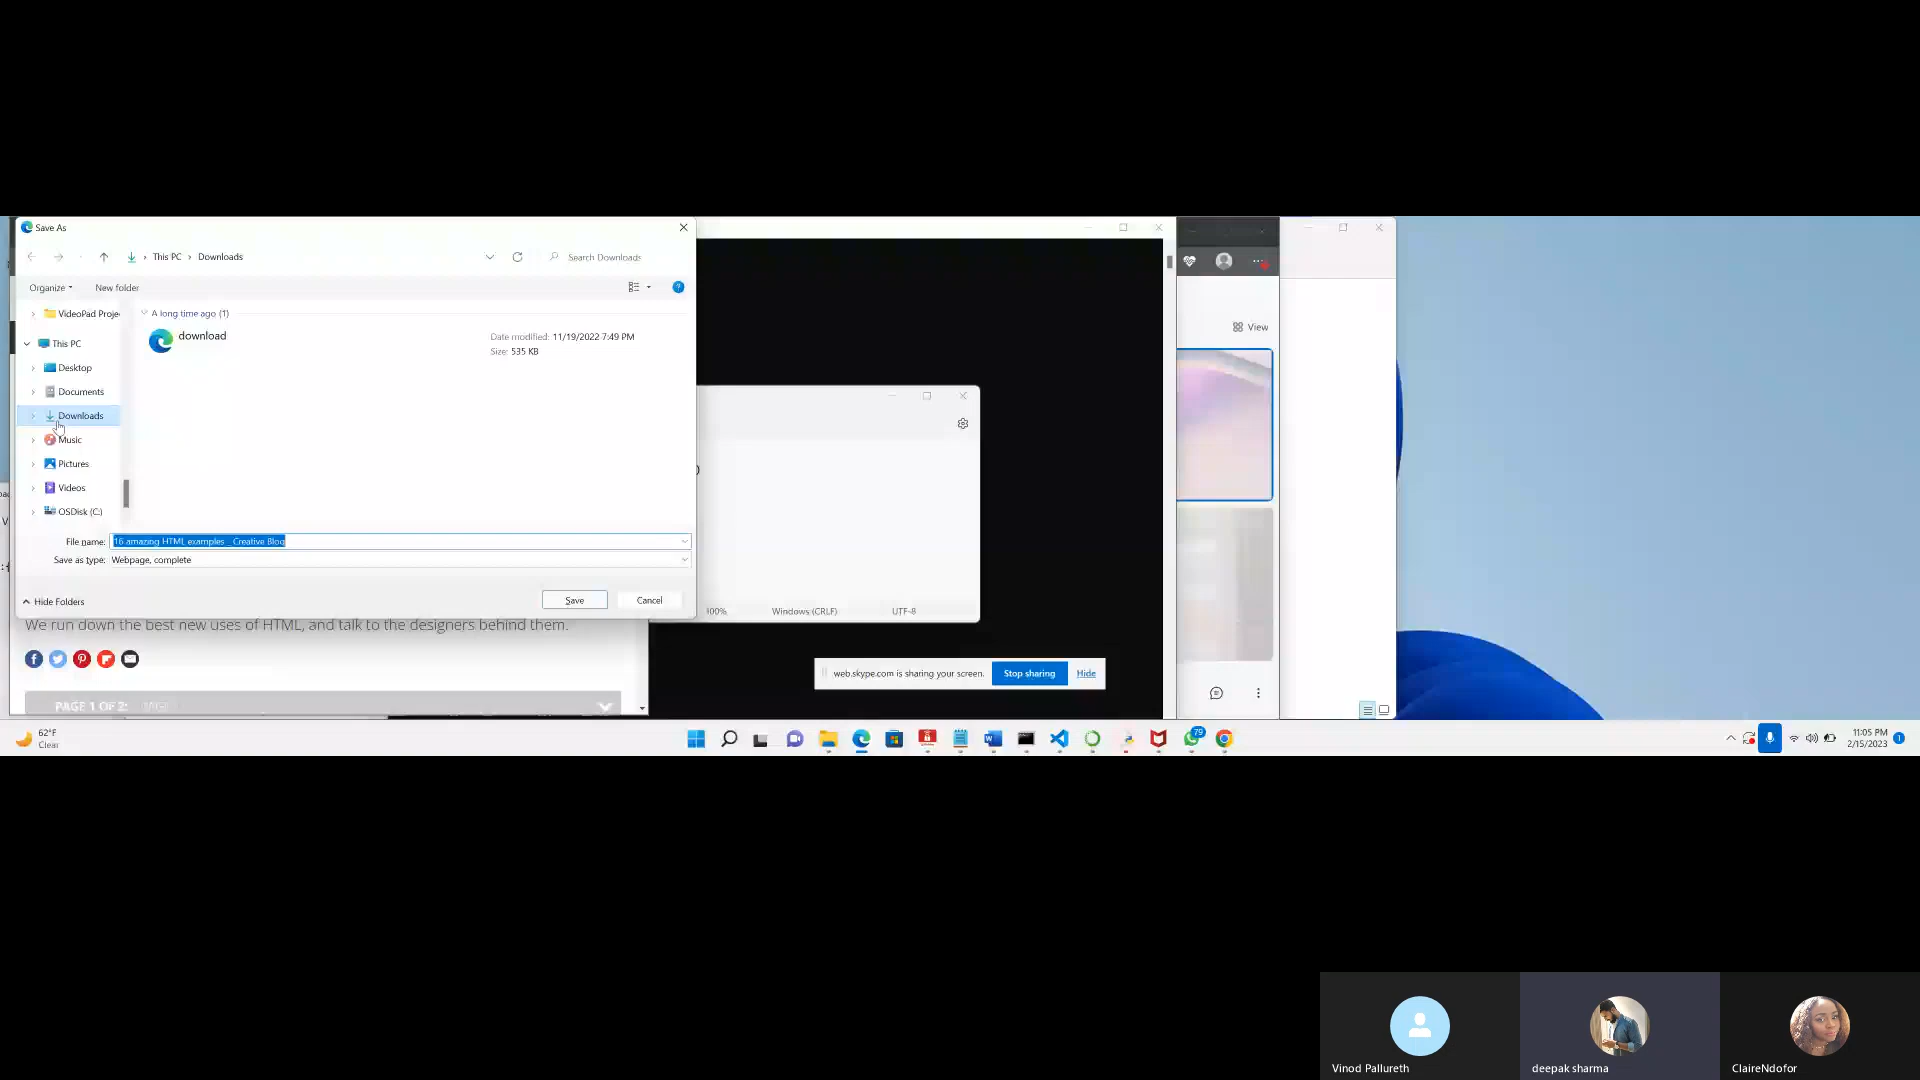 Save As
This PC
Downloads
Search Downloads
Organize
New folder
VideoPad Proje
A long time ago (1)
download
Date modified: 11/19/2022 7:49 PM
Size: 535 KB
This PC
Desktop
Documents
Downloads
Music
Pictures
Videos
OSDisk (C:)
File name: 16 amazing HTML examples _ Creative Bloq
Save as type: Webpage, complete
Hide Folders
Save
Cancel
We run down the best new uses of HTML, and talk to the designers behind them.
PAGE 1 OF 2:
100%
Windows (CRLF)
UTF-8
web.skype.com is sharing your screen.
Stop sharing
Hide
View
62°F
Clear
79
11:05 PM
2/15/2023
1
Vinod Pallureth
deepak sharma
ClaireNdofor